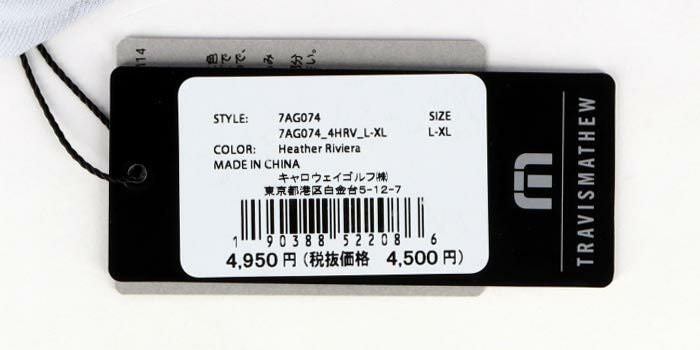 STYLE: 7AG074 SIZE
7AG074_4HRV_L-XL L-XL
COLOR: Heather Riviera
MADE IN CHINA
キャロウェイゴルフ㈱
東京都港区白金台5-12-7
1 90388 52208 6
4,950円(税抜価格 4,500円)
TRAVISMATHEW